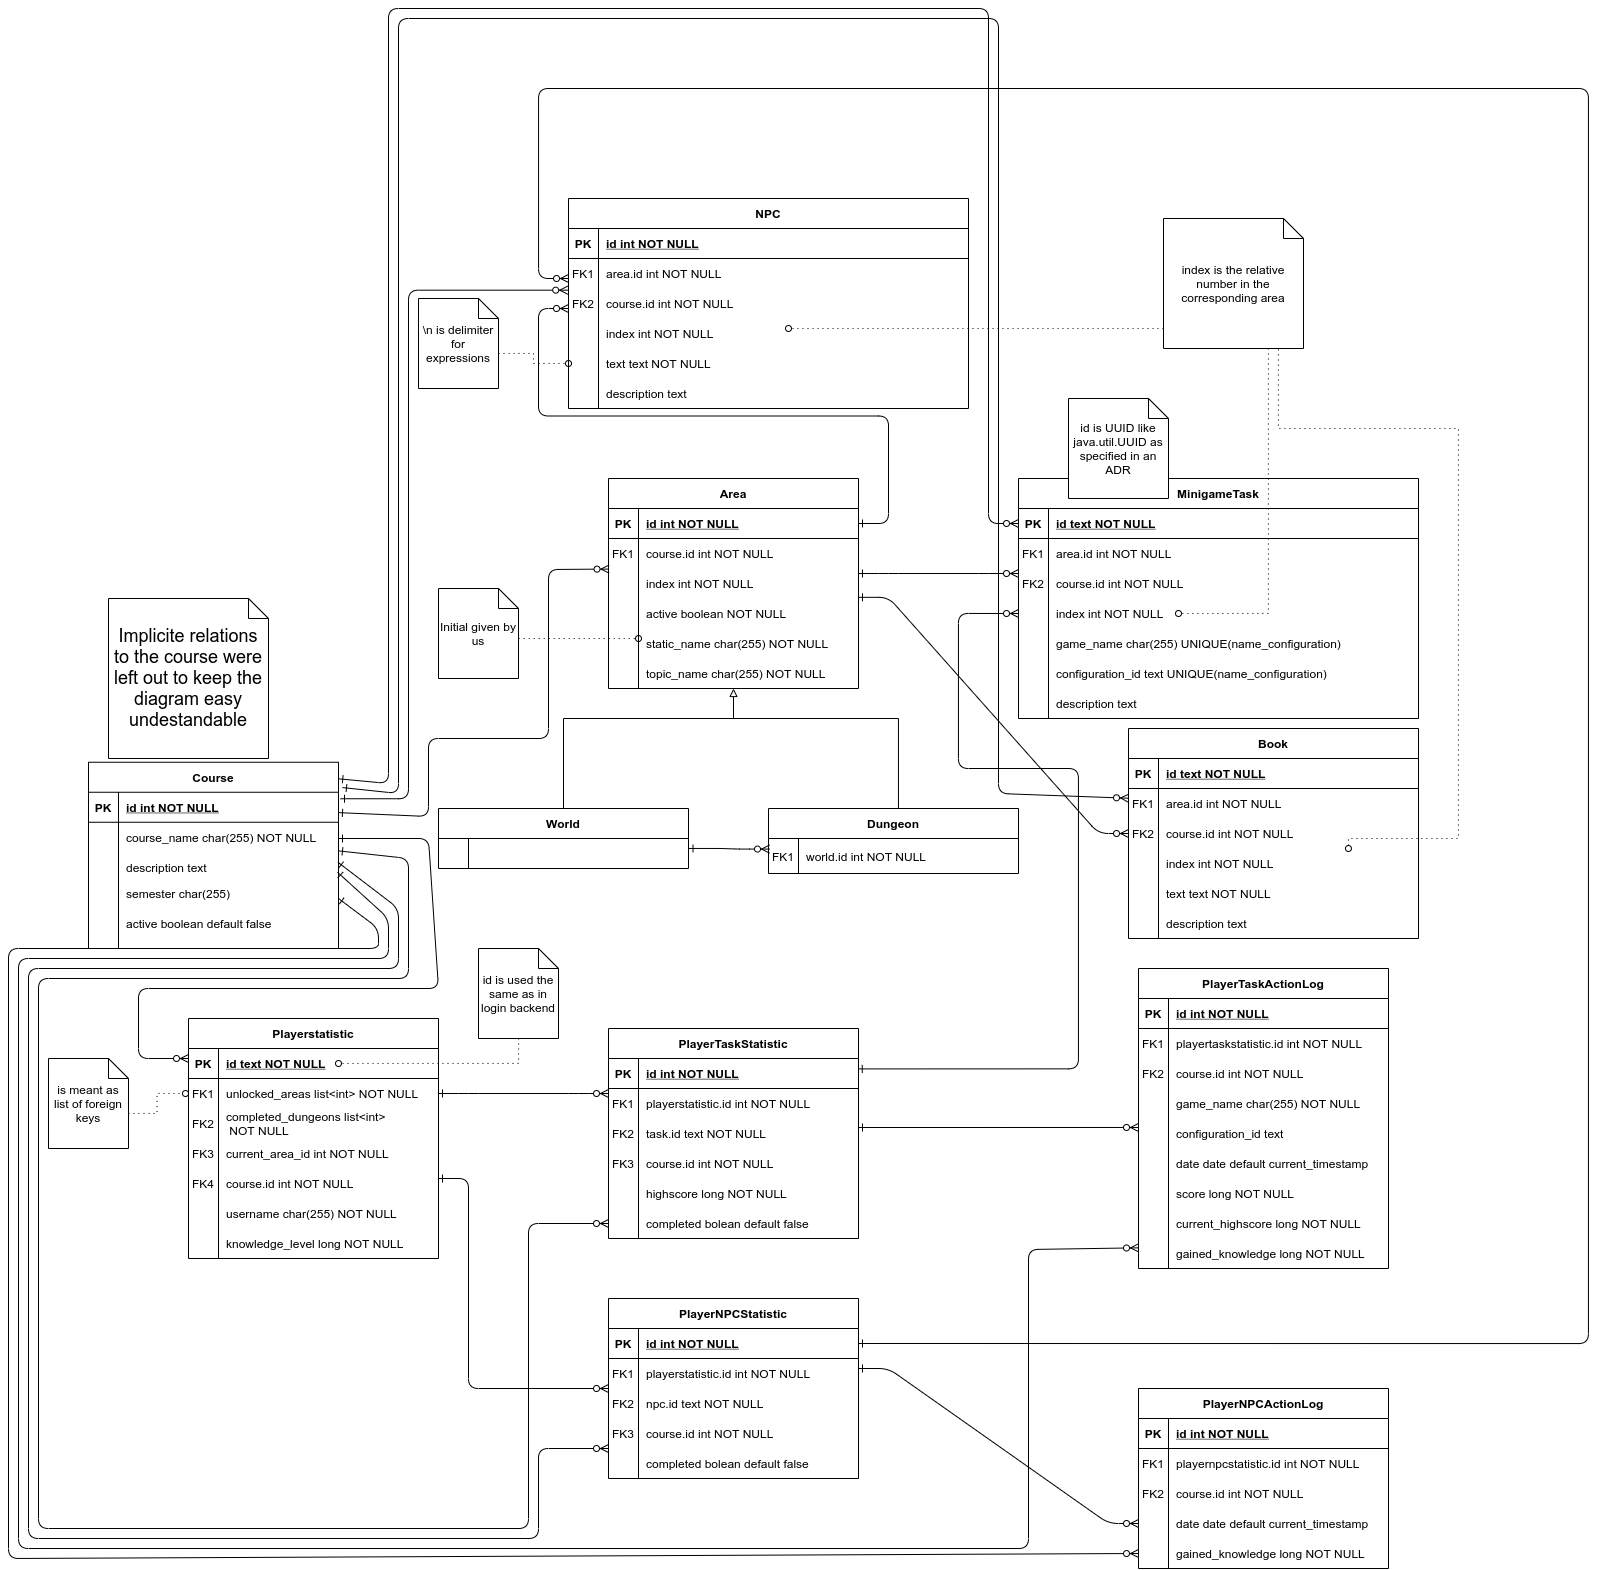 NPC
PK id int NOT NULL
FK1 area.id int NOT NULL
FK2 course.id int NOT NULL
index int NOT NULL
text text NOT NULL
description text
\n is delimiter
for
expressions
index is the relative
number in the
corresponding area
id is UUID like
java.util.UUID as
specified in an
ADR
Area
PK id int NOT NULL
FK1 course.id int NOT NULL
index int NOT NULL
active boolean NOT NULL
static_name char(255) NOT NULL
topic_name char(255) NOT NULL
Initial given by
us
MinigameTask
PK id text NOT NULL
FK1 area.id int NOT NULL
FK2 course.id int NOT NULL
index int NOT NULL
game_name char(255) UNIQUE(name_configuration)
configuration_id text UNIQUE(name_configuration)
description text
Implicite relations
to the course were
left out to keep the
diagram easy
undestandable
Course
PK id int NOT NULL
course_name char(255) NOT NULL
description text
semester char(255)
active boolean default false
World
Dungeon
FK1 world.id int NOT NULL
Book
PK id text NOT NULL
FK1 area.id int NOT NULL
FK2 course.id int NOT NULL
index int NOT NULL
text text NOT NULL
description text
id is used the
same as in
login backend
Playerstatistic
PK id text NOT NULL
FK1 unlocked_areas list<int> NOT NULL
FK2 completed_dungeons list<int>
NOT NULL
FK3 current_area_id int NOT NULL
FK4 course.id int NOT NULL
username char(255) NOT NULL
knowledge_level long NOT NULL
is meant as
list of foreign
keys
PlayerTaskStatistic
PK id int NOT NULL
FK1 playerstatistic.id int NOT NULL
FK2 task.id text NOT NULL
FK3 course.id int NOT NULL
highscore long NOT NULL
completed bolean default false
PlayerTaskActionLog
PK id int NOT NULL
FK1 playertaskstatistic.id int NOT NULL
FK2 course.id int NOT NULL
game_name char(255) NOT NULL
configuration_id text
date date default current_timestamp
score long NOT NULL
current_highscore long NOT NULL
gained_knowledge long NOT NULL
PlayerNPCStatistic
PK id int NOT NULL
FK1 playerstatistic.id int NOT NULL
FK2 npc.id text NOT NULL
FK3 course.id int NOT NULL
completed bolean default false
PlayerNPCActionLog
PK id int NOT NULL
FK1 playernpcstatistic.id int NOT NULL
FK2 course.id int NOT NULL
date date default current_timestamp
gained_knowledge long NOT NULL